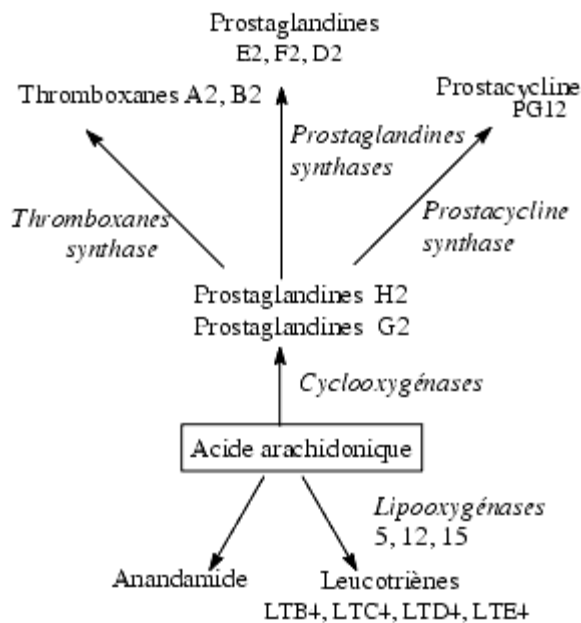 Prostaglandines
E2, F2, D2
Thromboxanes A2, B2
Prostacycline
PG12
Prostaglandines
synthases
Thromboxanes
synthase
Prostacycline
synthase
Prostaglandines H2
Prostaglandines G2
Cyclooxygénases
Acide arachidonique
Lipooxygénases
5, 12, 15
Anandamide
Leucotriènes
LTB4, LTC4, LTD4, LTE4